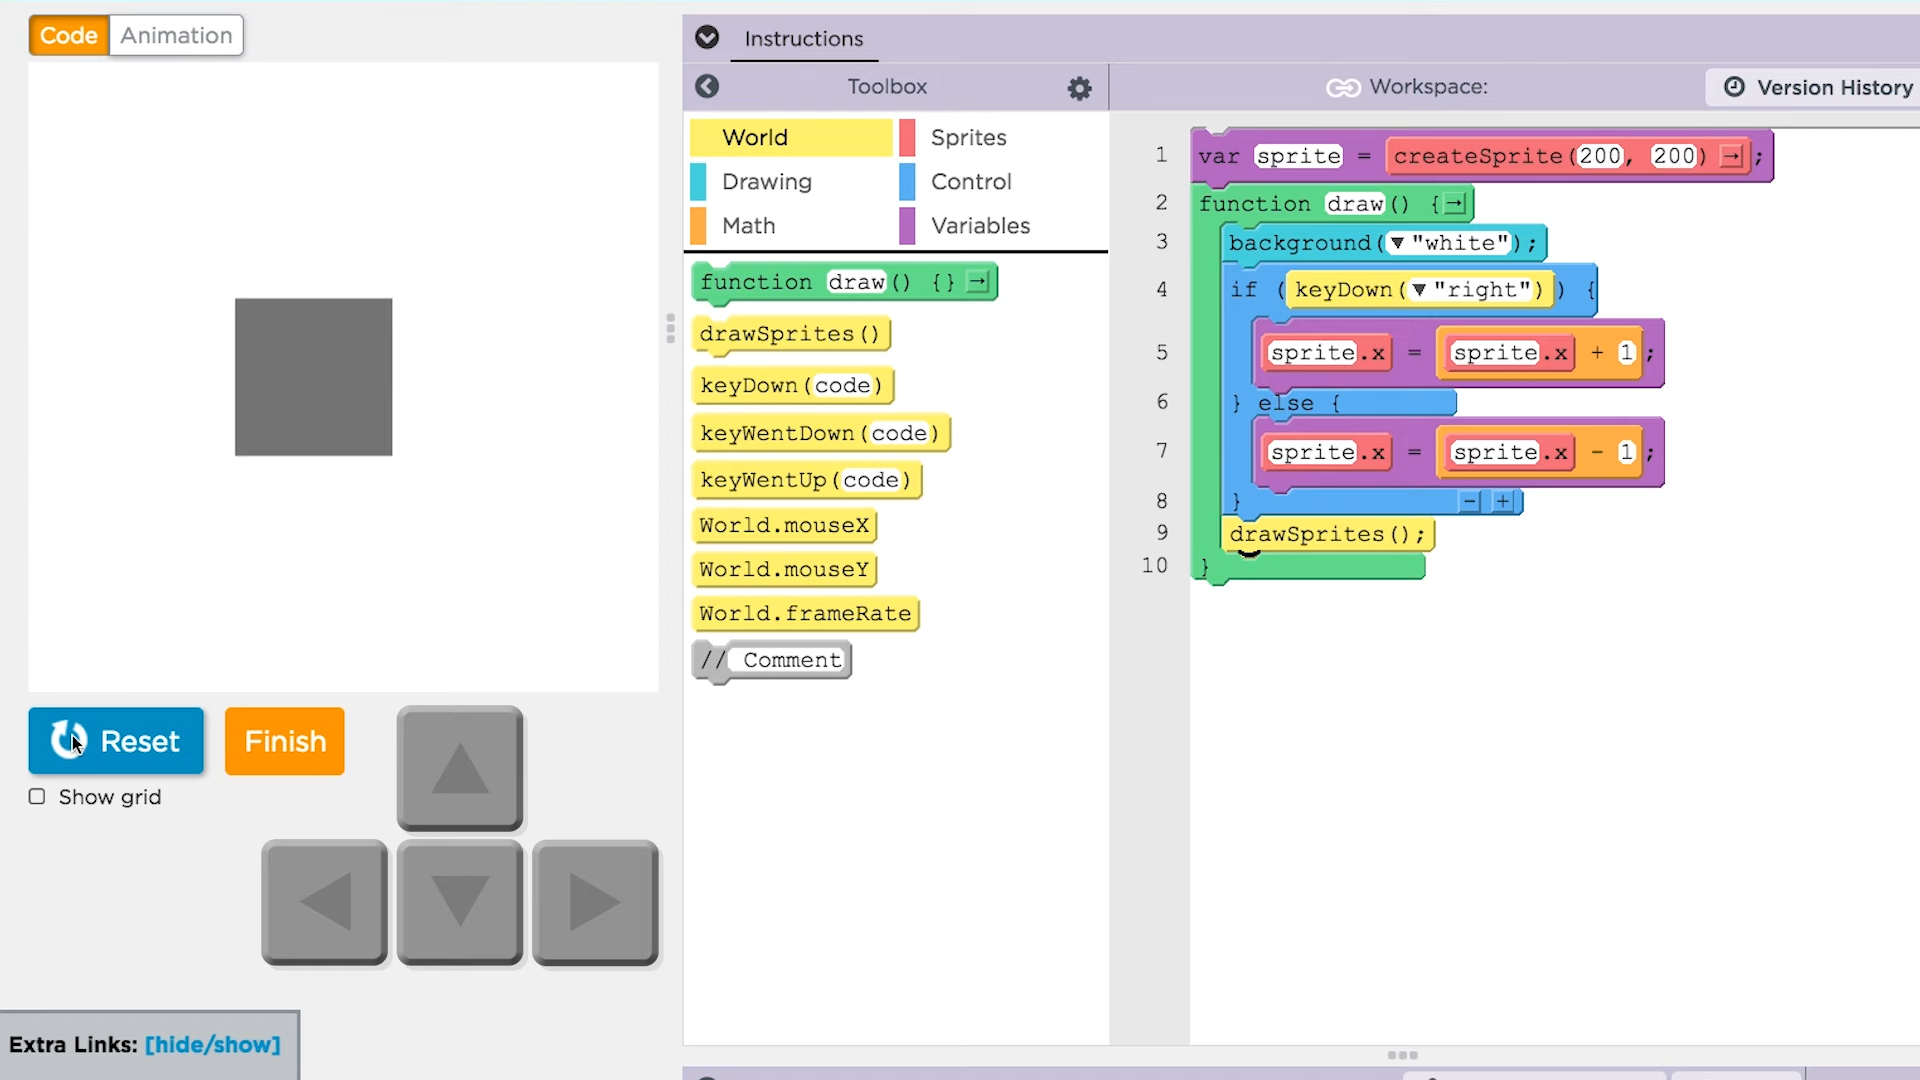 Code Animation
Instructions
Toolbox
Workspace:
Version History
World
Sprites
Drawing
Control
Math
Variables
function draw() {} →
drawSprites()
keyDown(code)
keyWentDown(code)
keyWentUp(code)
World.mouseX
World.mouseY
World.frameRate
// Comment
1 var sprite = createSprite(200, 200) → ;
2 function draw() { →
3 background( ▼ "white");
4 if (keyDown( ▼ "right") ) {
5 sprite.x = sprite.x + 1 ;
6 } else {
7 sprite.x = sprite.x - 1 ;
8 } − +
9 drawSprites();
10 }
Reset
Finish
Show grid
Extra Links: [hide/show]